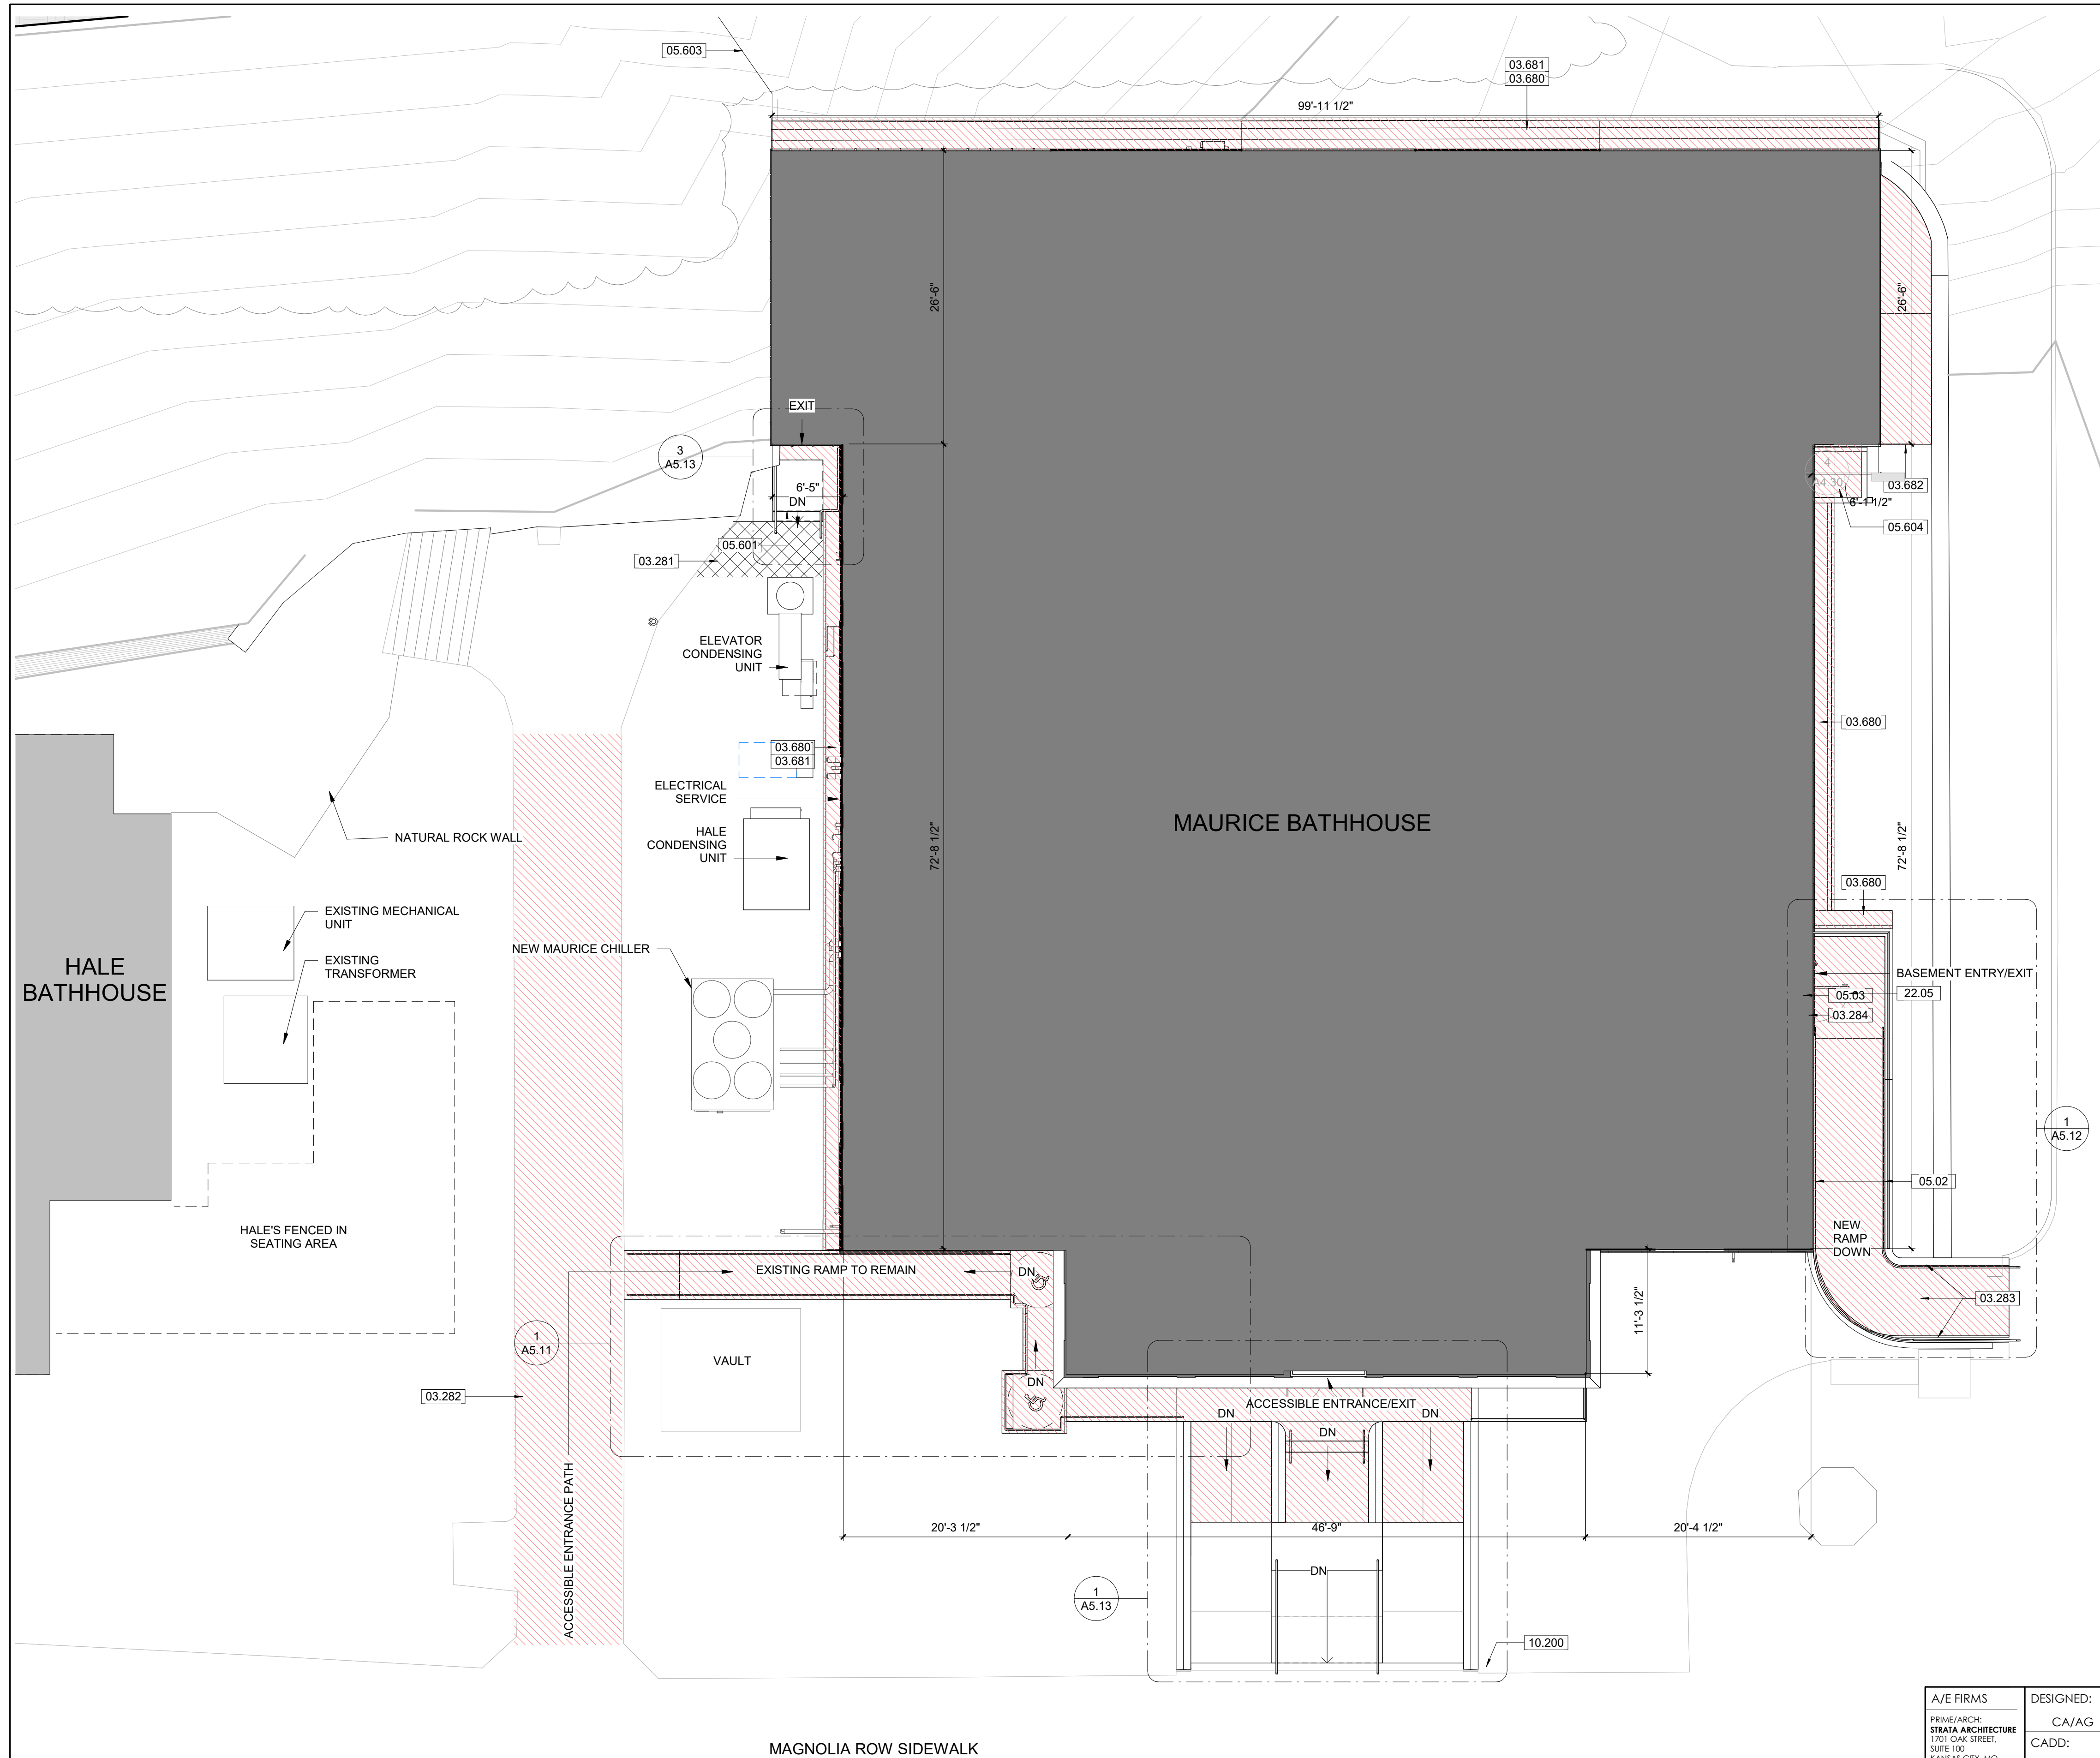 05.603
03.681
03.680
99'-11 1/2"
26'-6"
26'-6"
EXIT
3
A5.13
6'-5"
DN
4
03.682
6'-1 1/2"
05.604
05.601
03.281
ELEVATOR
CONDENSING
UNIT
03.680
03.680
03.681
ELECTRICAL
SERVICE
MAURICE BATHHOUSE
HALE
CONDENSING
UNIT
NATURAL ROCK WALL
72'-8 1/2"
72'-8 1/2"
03.680
EXISTING MECHANICAL
UNIT
NEW MAURICE CHILLER
EXISTING
TRANSFORMER
HALE
BATHHOUSE
BASEMENT ENTRY/EXIT
05.03
22.05
03.284
1
A5.12
05.02
HALE'S FENCED IN
SEATING AREA
NEW
RAMP
DOWN
EXISTING RAMP TO REMAIN
DN
03.283
11'-3 1/2"
1
A5.11
VAULT
DN
03.282
ACCESSIBLE ENTRANCE/EXIT
DN
DN
DN
ACCESSIBLE ENTRANCE PATH
20'-3 1/2"
46'-9"
20'-4 1/2"
DN
1
A5.13
10.200
MAGNOLIA ROW SIDEWALK
A/E FIRMS
PRIME/ARCH:
STRATA ARCHITECTURE
1701 OAK STREET,
SUITE 100
KANSAS CITY, MO
DESIGNED:
CA/AG
CADD: